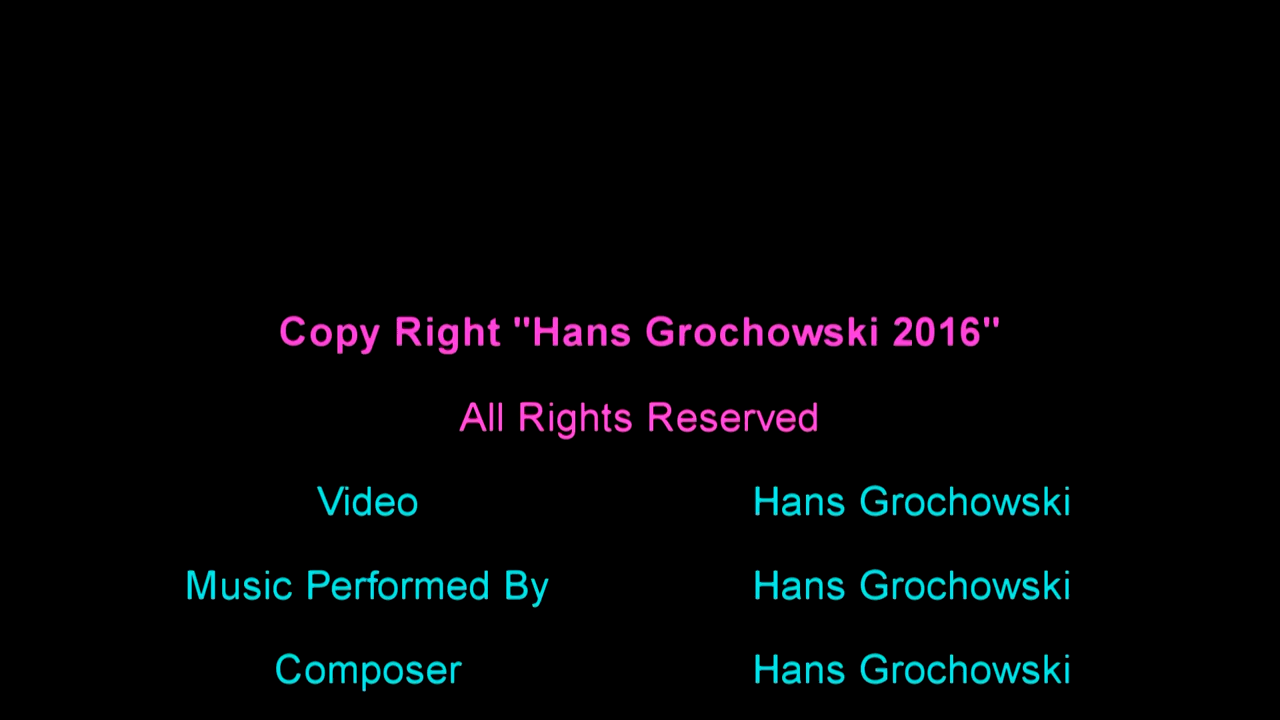 Copy Right "Hans Grochowski 2016"
All Rights Reserved
Video Hans Grochowski
Music Performed By Hans Grochowski
Composer Hans Grochowski